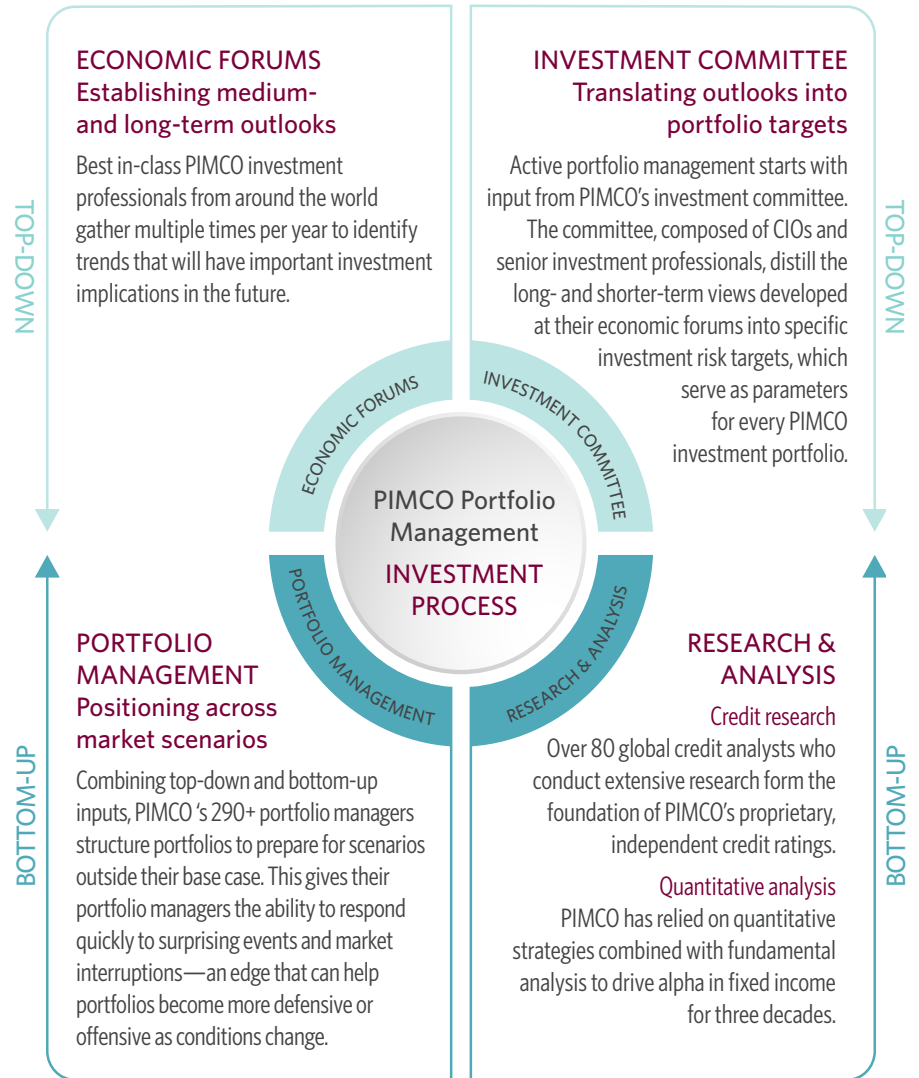 ECONOMIC FORUMS
Establishing medium-
and long-term outlooks
Best in-class PIMCO investment
professionals from around the world
gather multiple times per year to identify
trends that will have important investment
implications in the future.
TOP-DOWN
INVESTMENT COMMITTEE
Translating outlooks into
portfolio targets
Active portfolio management starts with
input from PIMCO’s investment committee.
The committee, composed of CIOs and
senior investment professionals, distill the
long- and shorter-term views developed
at their economic forums into specific
investment risk targets, which
serve as parameters
for every PIMCO
investment portfolio.
TOP-DOWN
ECONOMIC FORUMS
INVESTMENT COMMITTEE
PIMCO Portfolio
Management
INVESTMENT
PROCESS
PORTFOLIO MANAGEMENT
RESEARCH & ANALYSIS
PORTFOLIO
MANAGEMENT
Positioning across
market scenarios
Combining top-down and bottom-up
inputs, PIMCO ‘s 290+ portfolio managers
structure portfolios to prepare for scenarios
outside their base case. This gives their
portfolio managers the ability to respond
quickly to surprising events and market
interruptions—an edge that can help
portfolios become more defensive or
offensive as conditions change.
BOTTOM-UP
RESEARCH &
ANALYSIS
Credit research
Over 80 global credit analysts who
conduct extensive research form the
foundation of PIMCO’s proprietary,
independent credit ratings.
Quantitative analysis
PIMCO has relied on quantitative
strategies combined with fundamental
analysis to drive alpha in fixed income
for three decades.
BOTTOM-UP